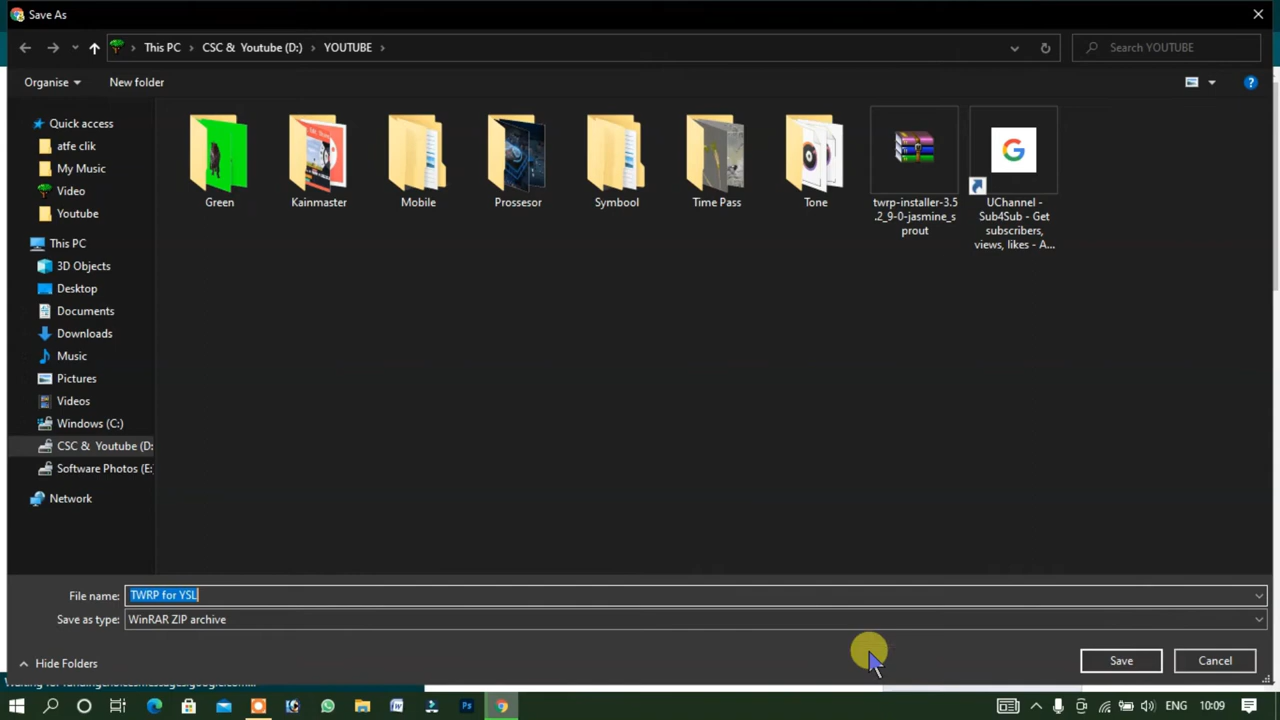 Save As
This PC
CSC & Youtube (D:)
YOUTUBE
Search YOUTUBE
Organise
New folder
Quick access
atfe clik
My Music
Video
Youtube
This PC
3D Objects
Desktop
Documents
Downloads
Music
Pictures
Videos
Windows (C:)
CSC & Youtube (D:
Software Photos (E:
Network
Green
Kainmaster
Mobile
Prossesor
Symbool
Time Pass
Tone
twrp-installer-3.5
.2_9-0-jasmine_s
prout
UChannel -
Sub4Sub - Get
subscribers,
views, likes - A...
File name:
TWRP for YSL
Save as type:
WinRAR ZIP archive
Hide Folders
Save
Cancel
ENG
10:09